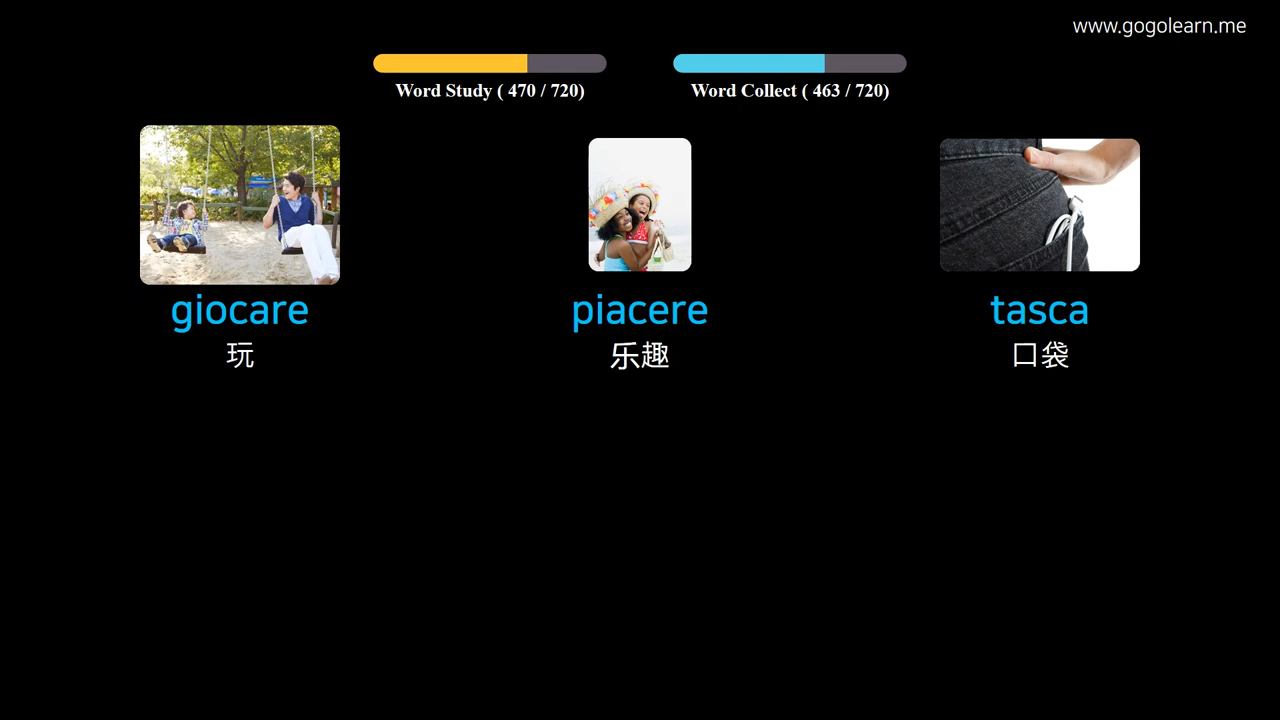 www.gogolearn.me
Word Study ( 470 / 720)
Word Collect ( 463 / 720)
giocare
玩
piacere
乐趣
tasca
口袋